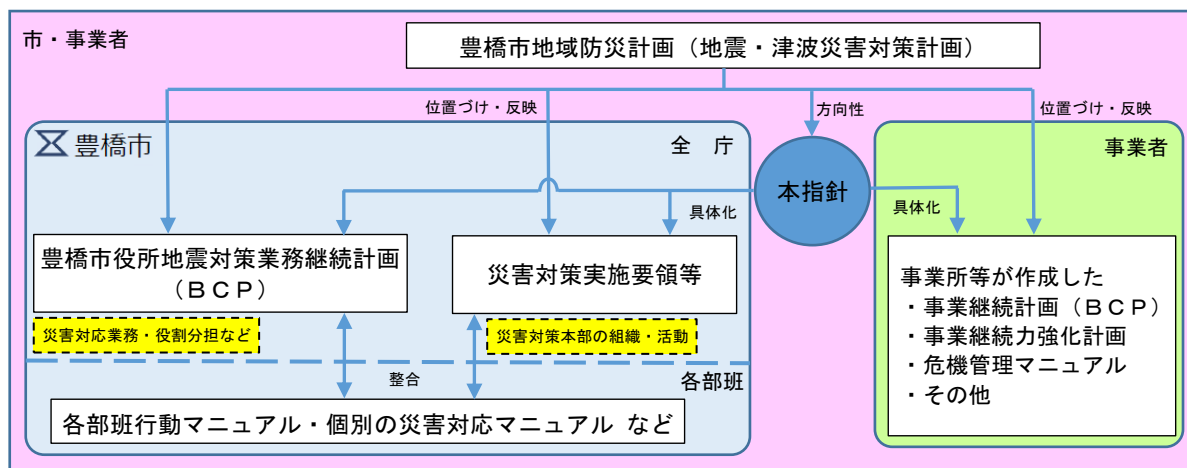 市・事業者
豊橋市地域防災計画（地震・津波災害対策計画）
位置づけ・反映
方向性
位置づけ・反映
豊橋市
全　庁
本指針
事業者
具体化
具体化
豊橋市役所地震対策業務継続計画
（ＢＣＰ）
災害対策実施要領等
災害対応業務・役割分担など
災害対策本部の組織・活動
事業所等が作成した
・事業継続計画（ＢＣＰ）
・事業継続力強化計画
・危機管理マニュアル
・その他
整合
各部班
各部班行動マニュアル・個別の災害対応マニュアル など